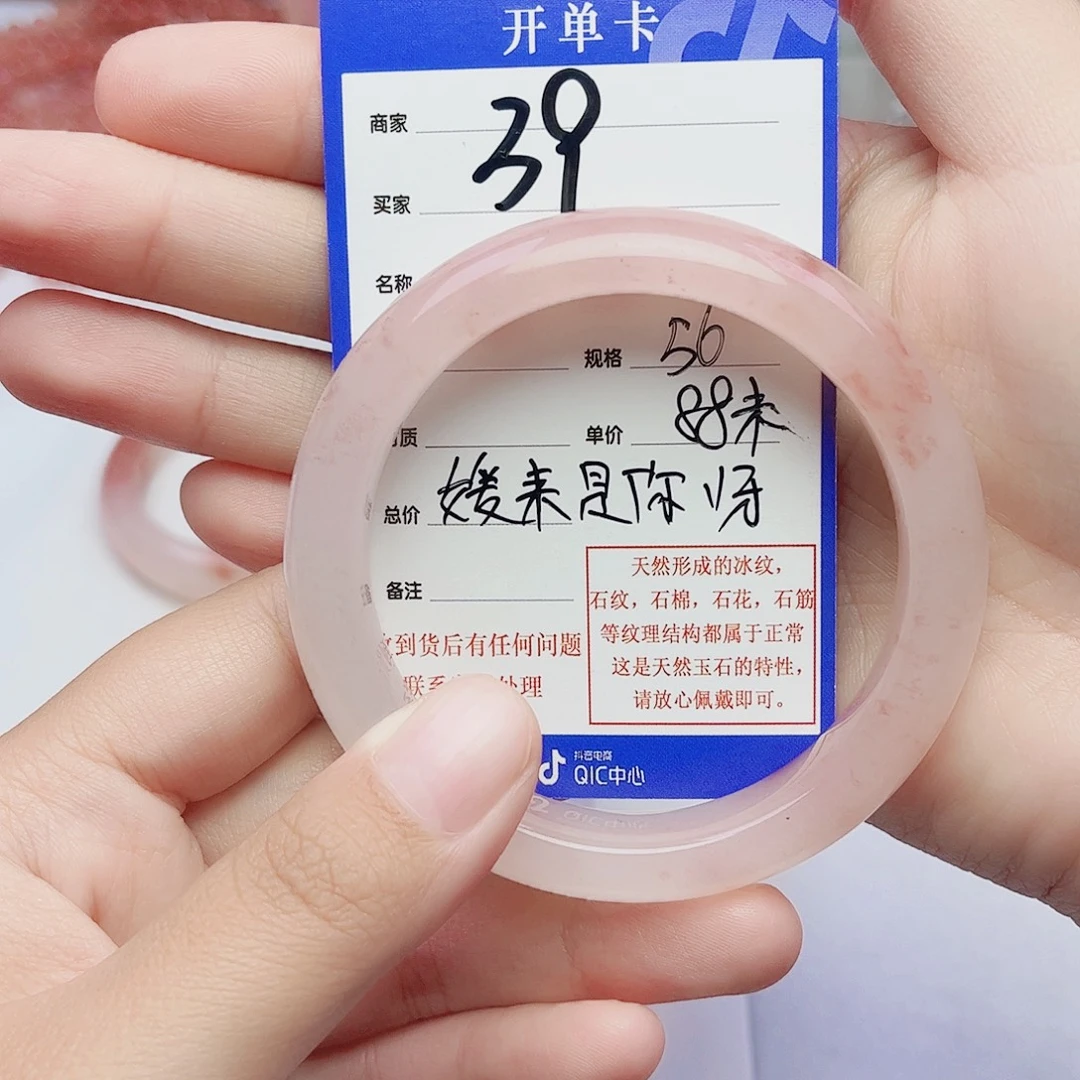 开单卡
商家 39
买家
名称
规格 56
质 单价 88米
总价 媛来是你呀
备注
天然形成的冰纹，
石纹，石棉，石花，石筋
等纹理结构都属于正常
这是天然玉石的特性，
请放心佩戴即可。
到货后有任何问题
联系 处理
抖音电商
QIC中心